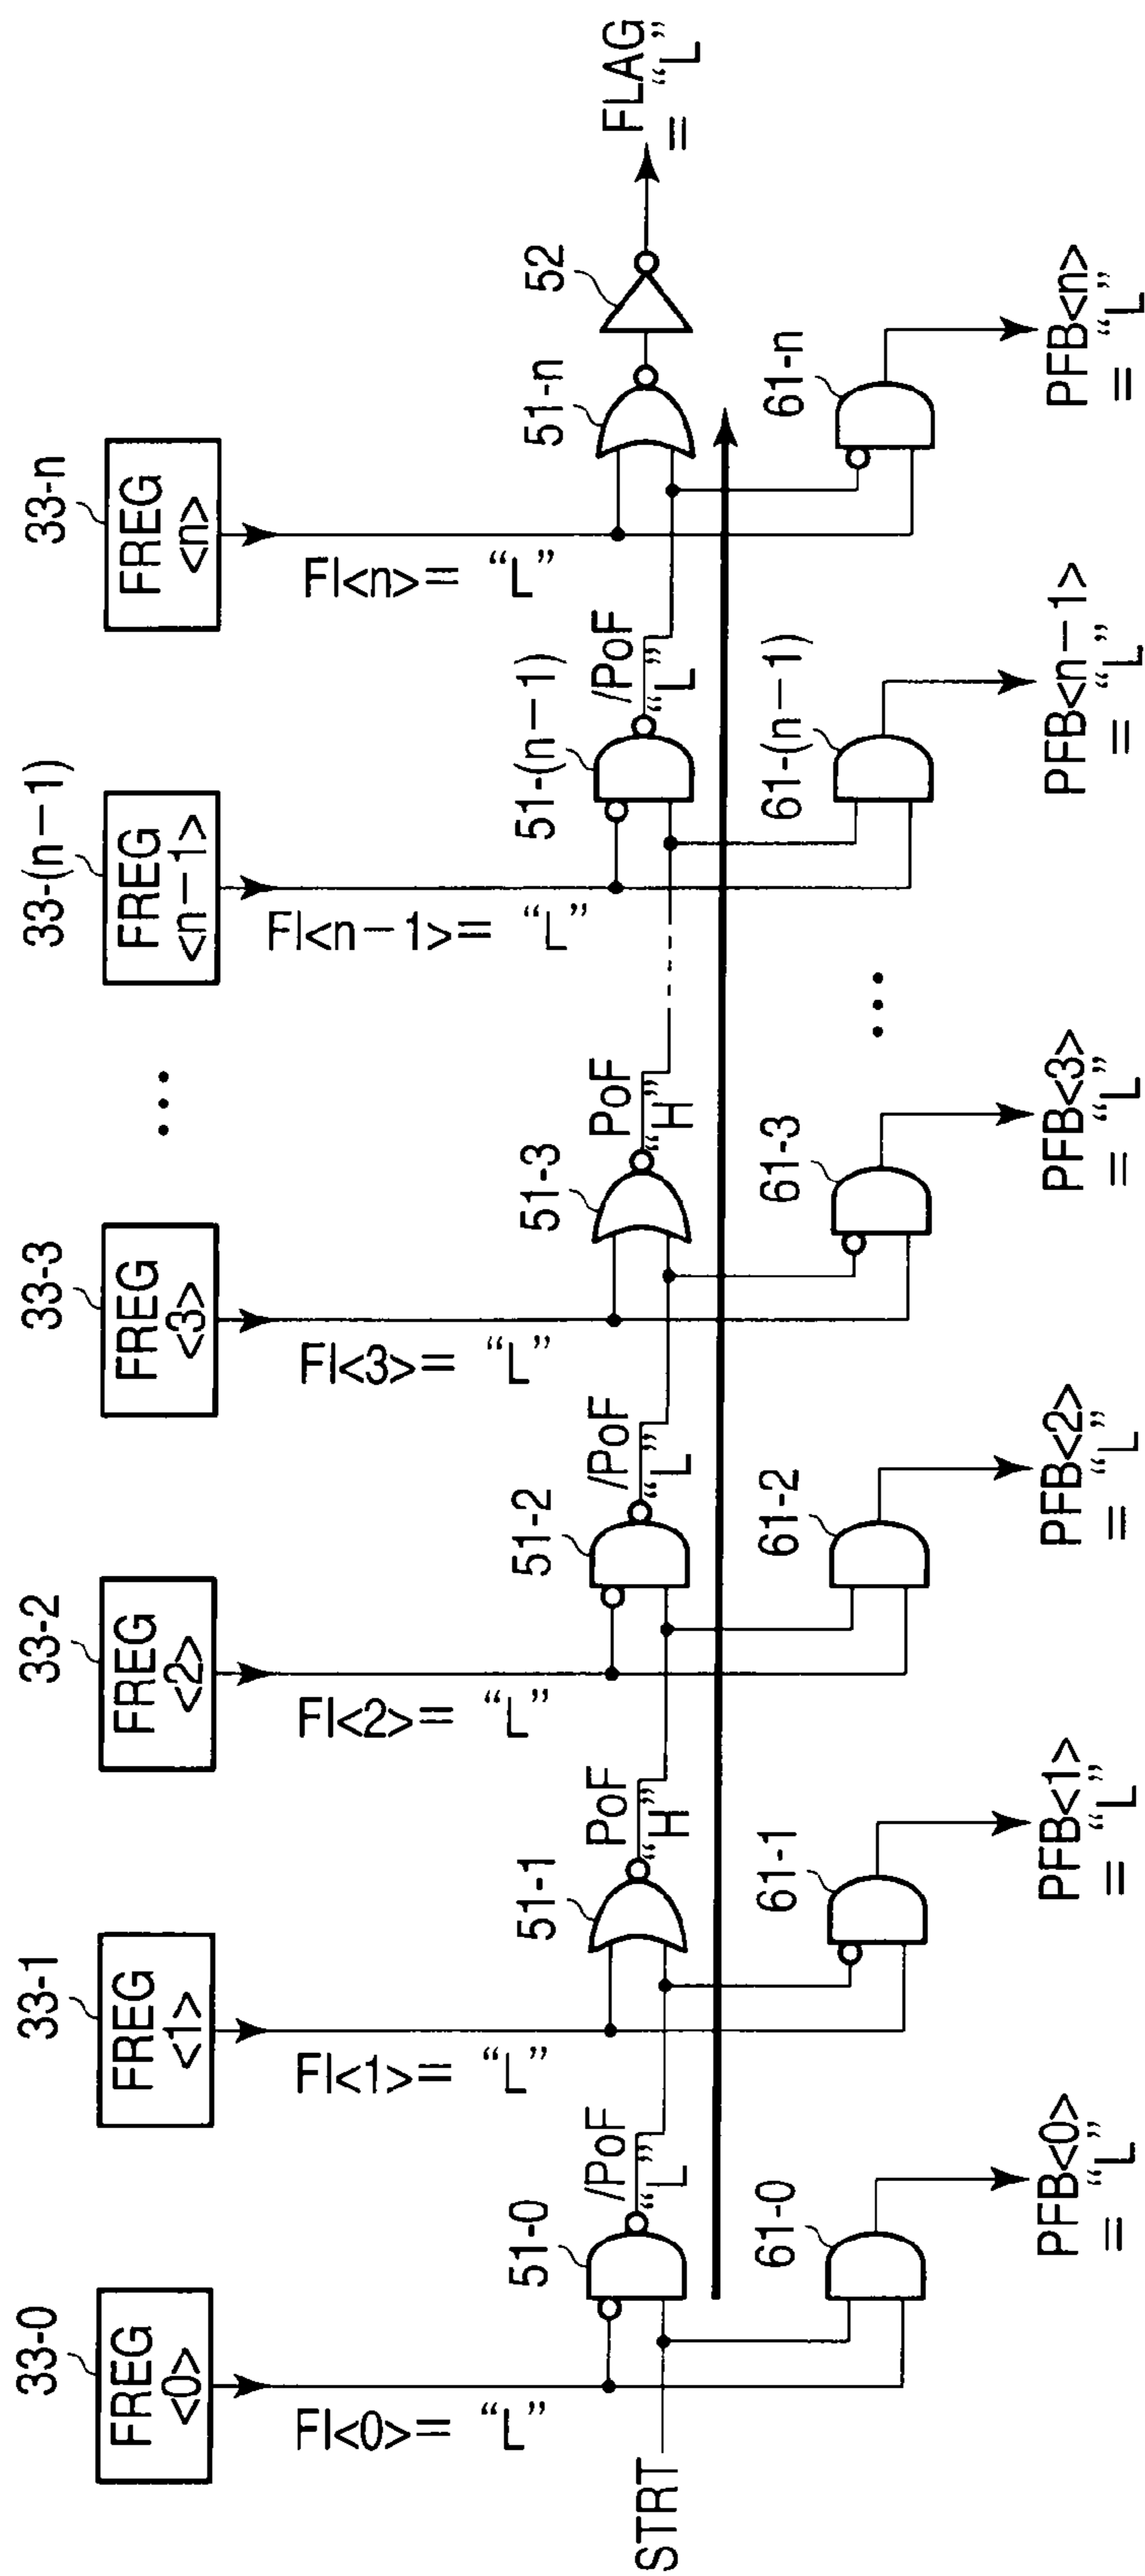 33-0
33-1
33-2
33-3
33-(n−1)
33-n
FREG
<0>
FREG
<1>
FREG
<2>
FREG
<3>
•••
FREG
<n−1>
FREG
<n>
FI<0>= “L”
FI<1>= “L”
FI<2>= “L”
FI<3>= “L”
FI<n−1>= “L”
FI<n>= “L”
51-0
51-1
51-2
51-3
51-(n−1)
51-n
52
STRT
/PoF
“L”
PoF
“H”
/PoF
“L”
PoF
“H”
/PoF
“L”
FLAG
= “L”
61-0
61-1
61-2
61-3
•••
61-(n−1)
61-n
PFB<0>
= “L”
PFB<1>
= “L”
PFB<2>
= “L”
PFB<3>
= “L”
PFB<n−1>
= “L”
PFB<n>
= “L”